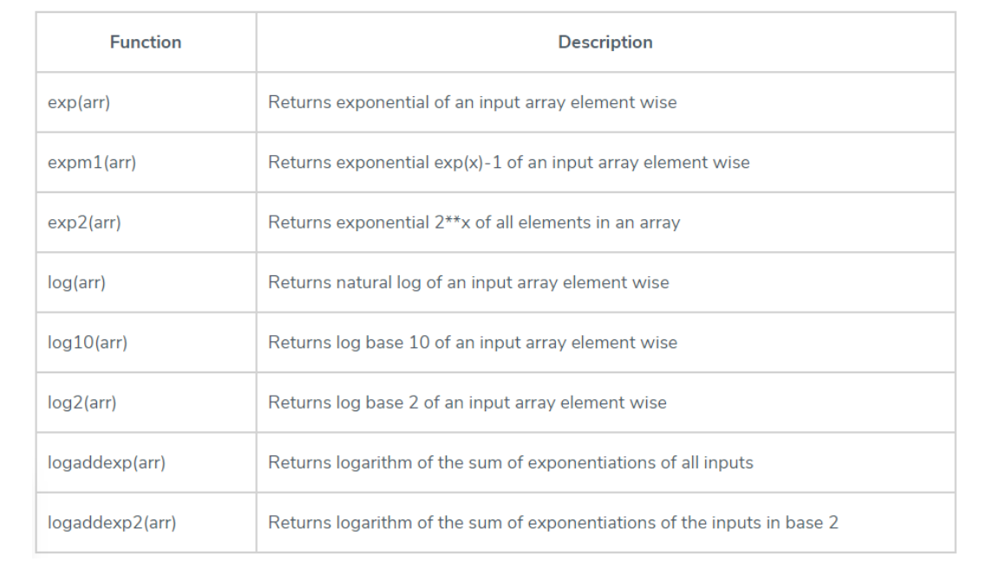 Function Description
exp(arr) Returns exponential of an input array element wise
expm1(arr) Returns exponential exp(x)-1 of an input array element wise
exp2(arr) Returns exponential 2**x of all elements in an array
log(arr) Returns natural log of an input array element wise
log10(arr) Returns log base 10 of an input array element wise
log2(arr) Returns log base 2 of an input array element wise
logaddexp(arr) Returns logarithm of the sum of exponentiations of all inputs
logaddexp2(arr) Returns logarithm of the sum of exponentiations of the inputs in base 2